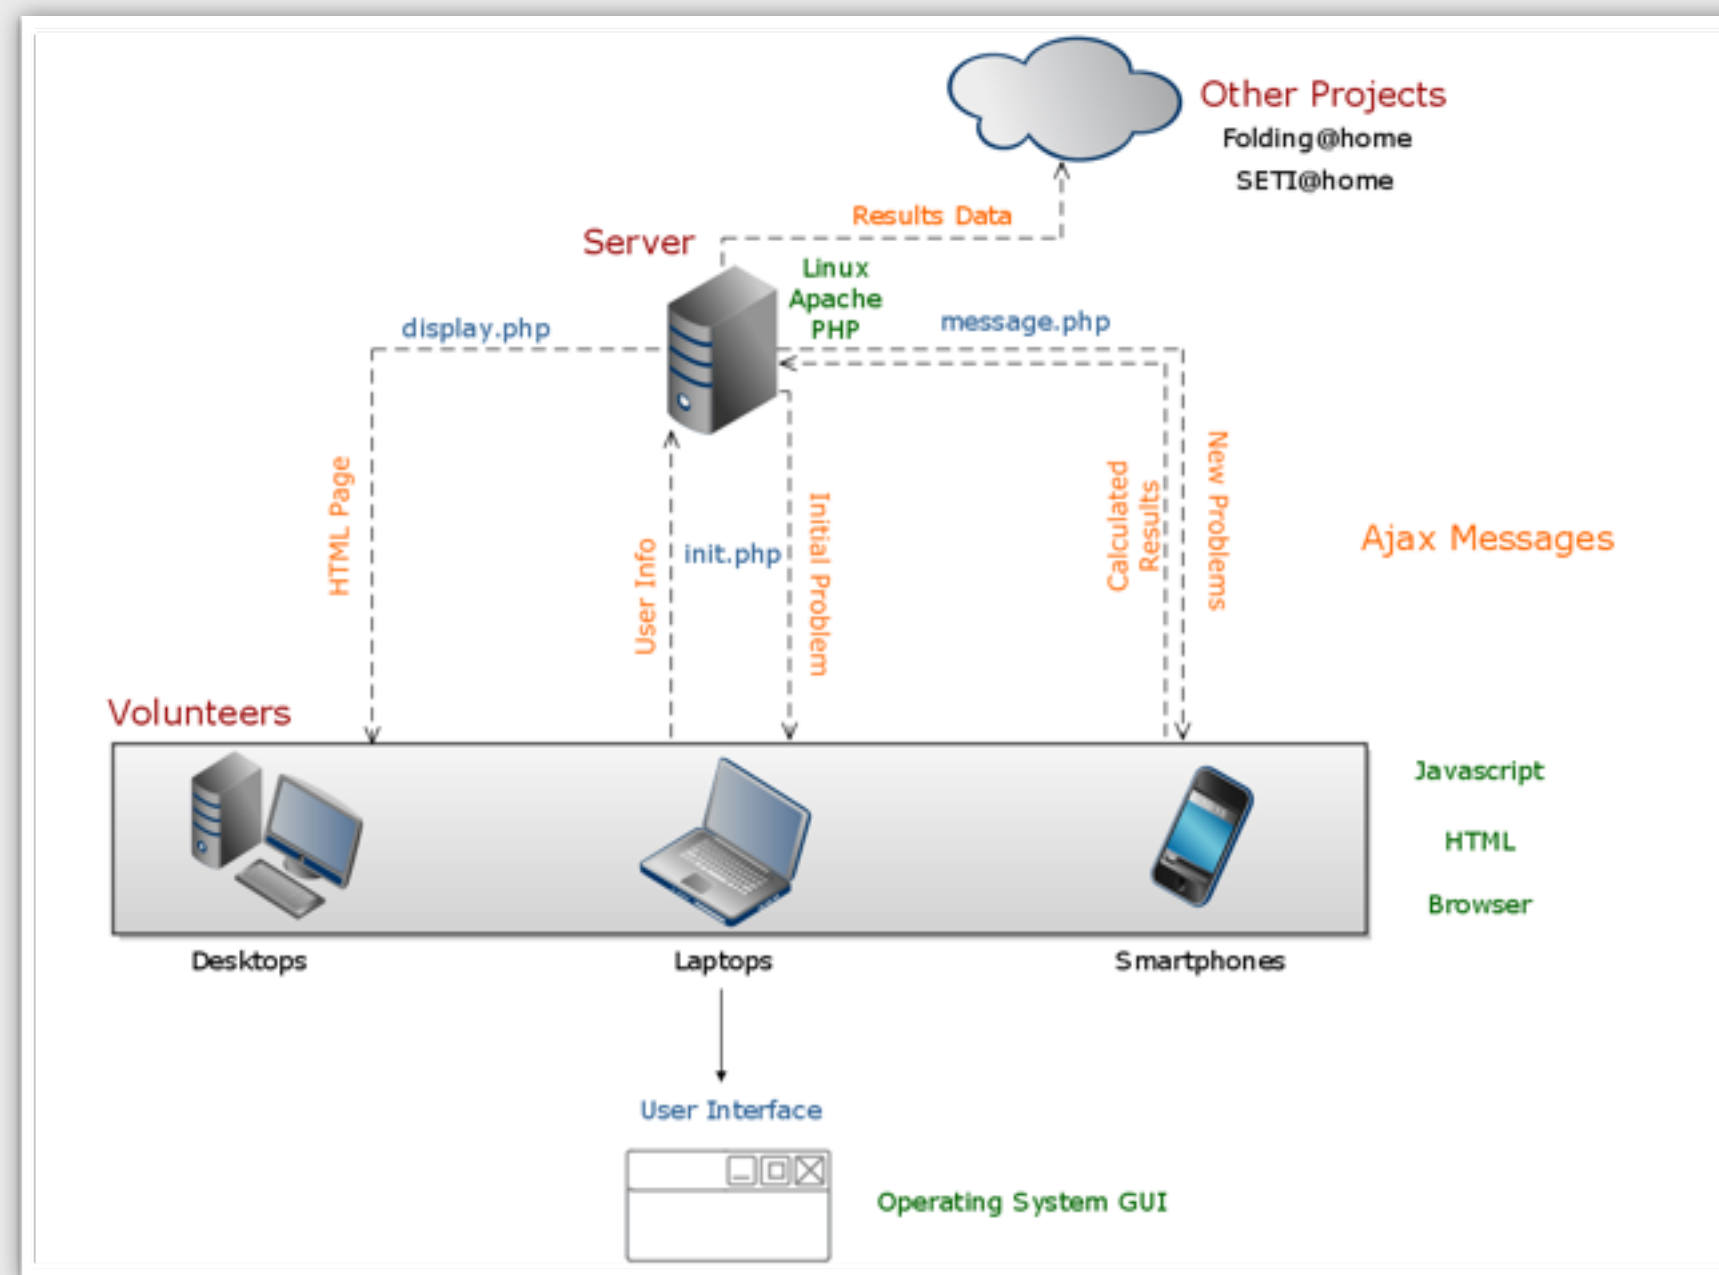 Other Projects
Folding@home
SETI@home
Results Data
Server
Linux
Apache
PHP
display.php
message.php
HTML Page
User Info
init.php
Initial Problem
Calculated
Results
New Problems
Ajax Messages
Volunteers
Javascript
HTML
Browser
Desktops
Laptops
Smartphones
User Interface
Operating System GUI